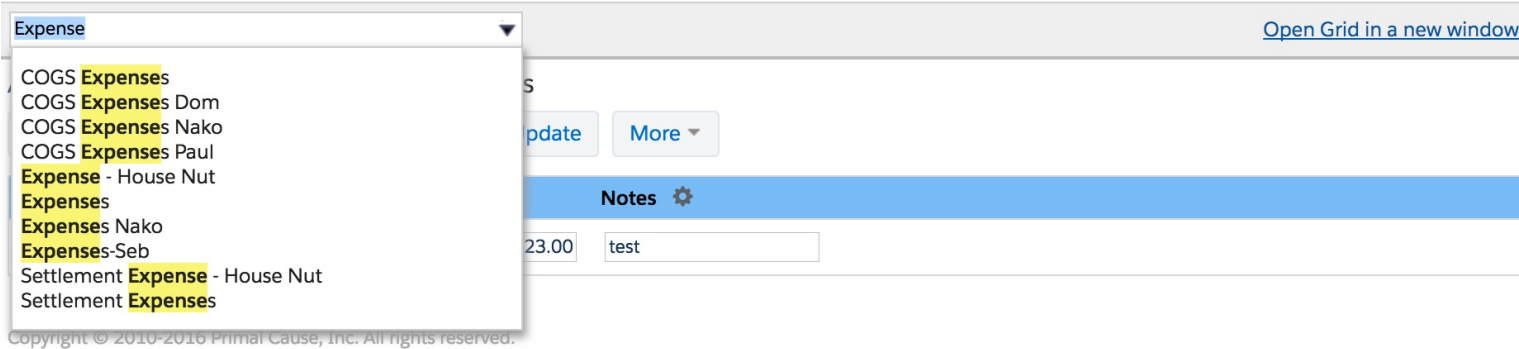 Expense
Open Grid in a new window
COGS Expenses
COGS Expenses Dom
COGS Expenses Nako
COGS Expenses Paul
Expense - House Nut
Expenses
Expenses Nako
Expenses-Seb
Settlement Expense - House Nut
Settlement Expenses
s
pdate
More
Notes
23.00
test
Copyright © 2010-2016 Primal Cause, Inc. All rights reserved.